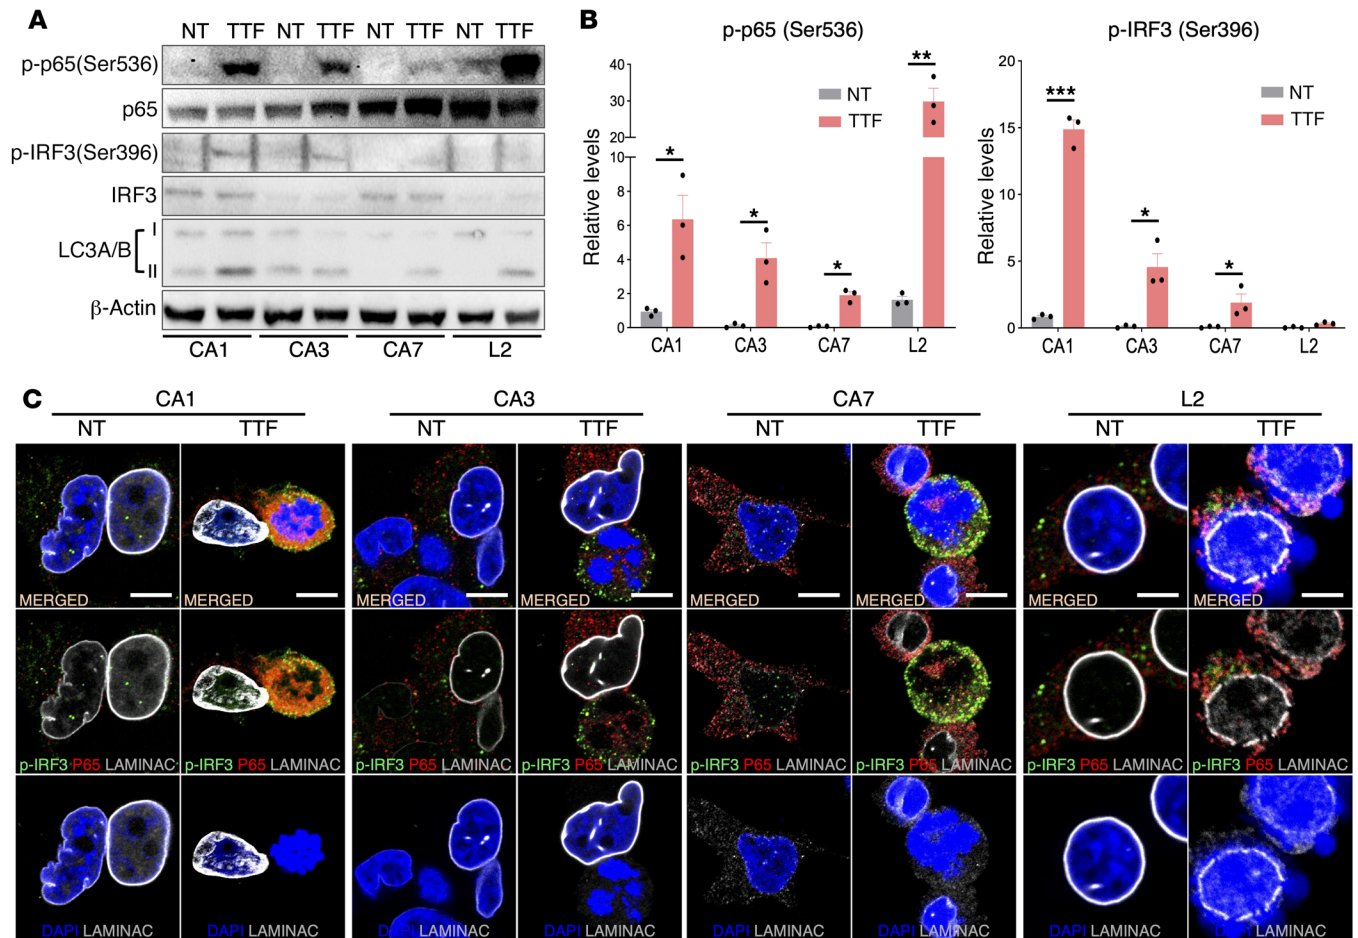 A
NT TTF NT TTF NT TTF NT TTF
p-p65(Ser536)
p65
p-IRF3(Ser396)
IRF3
LC3A/B
I
II
β-Actin
CA1 CA3 CA7 L2
B
p-p65 (Ser536)
Relative levels
40
30
20
10
8
6
4
2
0
NT
TTF
*
*
*
**
CA1 CA3 CA7 L2
p-IRF3 (Ser396)
Relative levels
20
15
10
5
0
NT
TTF
***
*
*
CA1 CA3 CA7 L2
C
CA1 CA3 CA7 L2
NT TTF NT TTF NT TTF NT TTF
MERGED MERGED MERGED MERGED MERGED MERGED MERGED MERGED
p-IRF3 P65 LAMINAC p-IRF3 P65 LAMINAC p-IRF3 P65 LAMINAC p-IRF3 P65 LAMINAC p-IRF3 P65 LAMINAC p-IRF3 P65 LAMINAC p-IRF3 P65 LAMINAC p-IRF3 P65 LAMINAC
DAPI LAMINAC DAPI LAMINAC DAPI LAMINAC DAPI LAMINAC DAPI LAMINAC DAPI LAMINAC DAPI LAMINAC DAPI LAMINAC